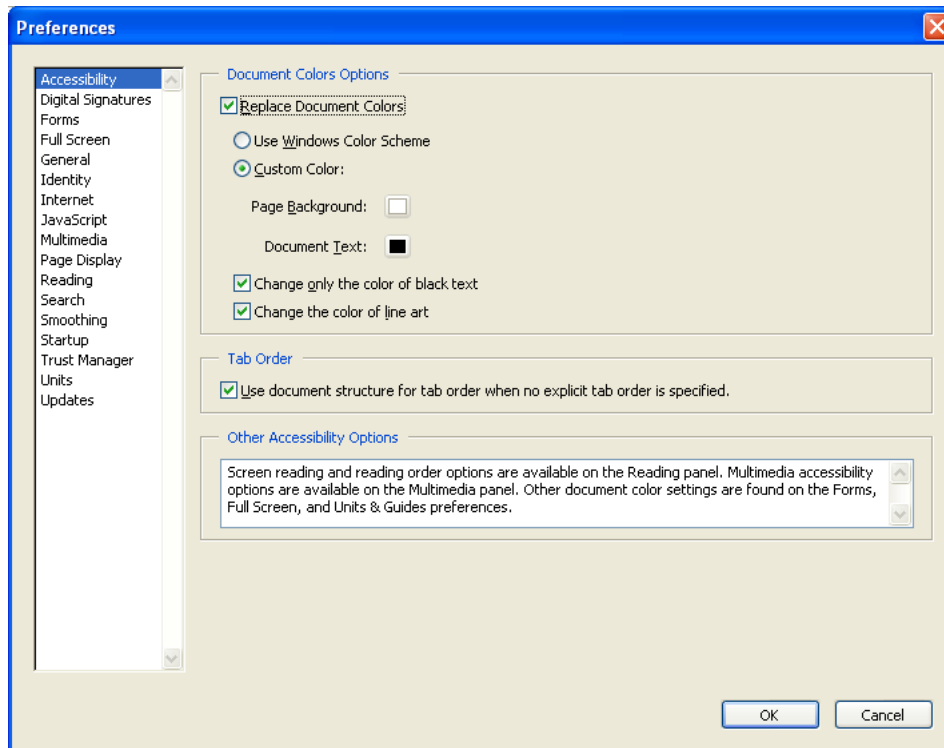 Preferences
Accessibility
Digital Signatures
Forms
Full Screen
General
Identity
Internet
JavaScript
Multimedia
Page Display
Reading
Search
Smoothing
Startup
Trust Manager
Units
Updates
Document Colors Options
Replace Document Colors
Use Windows Color Scheme
Custom Color:
Page Background:
Document Text:
Change only the color of black text
Change the color of line art
Tab Order
Use document structure for tab order when no explicit tab order is specified.
Other Accessibility Options
Screen reading and reading order options are available on the Reading panel. Multimedia accessibility
options are available on the Multimedia panel. Other document color settings are found on the Forms,
Full Screen, and Units & Guides preferences.
OK
Cancel